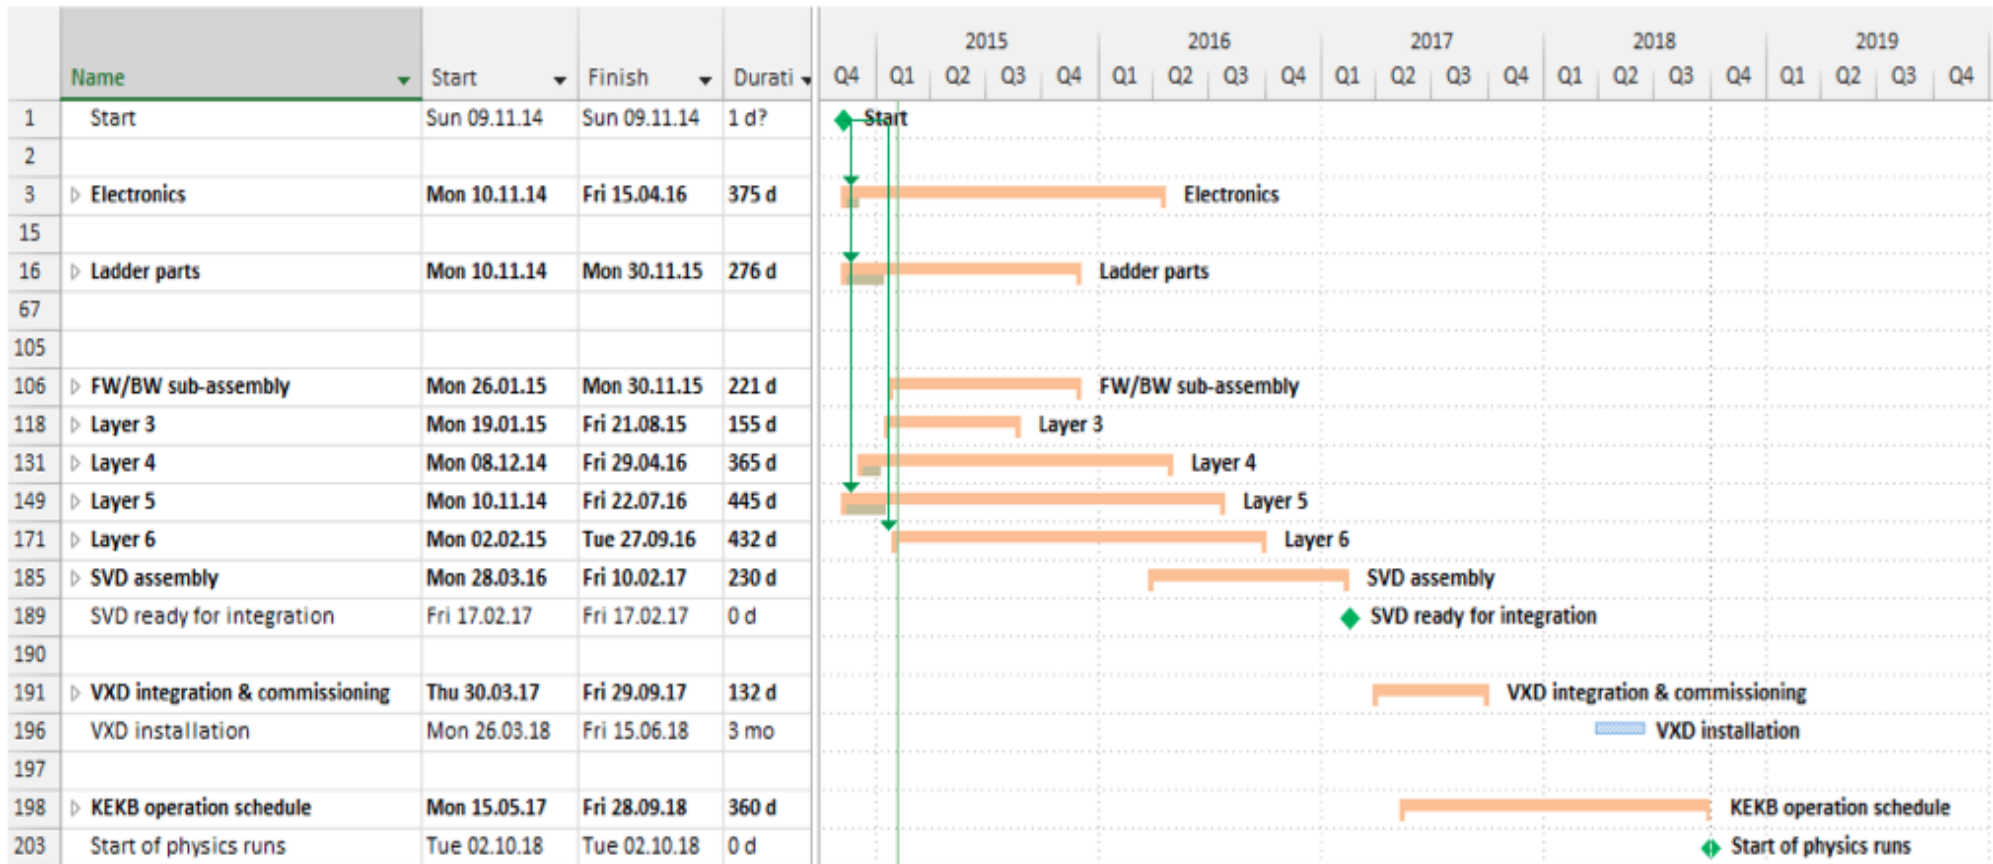 2015 2016 2017 2018 2019
Name Start Finish Durati Q4 Q1 Q2 Q3 Q4 Q1 Q2 Q3 Q4 Q1 Q2 Q3 Q4 Q1 Q2 Q3 Q4 Q1 Q2 Q3 Q4
1 Start Sun 09.11.14 Sun 09.11.14 1 d? Start
2
3 Electronics Mon 10.11.14 Fri 15.04.16 375 d Electronics
15
16 Ladder parts Mon 10.11.14 Mon 30.11.15 276 d Ladder parts
67
105
106 FW/BW sub-assembly Mon 26.01.15 Mon 30.11.15 221 d FW/BW sub-assembly
118 Layer 3 Mon 19.01.15 Fri 21.08.15 155 d Layer 3
131 Layer 4 Mon 08.12.14 Fri 29.04.16 365 d Layer 4
149 Layer 5 Mon 10.11.14 Fri 22.07.16 445 d Layer 5
171 Layer 6 Mon 02.02.15 Tue 27.09.16 432 d Layer 6
185 SVD assembly Mon 28.03.16 Fri 10.02.17 230 d SVD assembly
189 SVD ready for integration Fri 17.02.17 Fri 17.02.17 0 d SVD ready for integration
190
191 VXD integration & commissioning Thu 30.03.17 Fri 29.09.17 132 d VXD integration & commissioning
196 VXD installation Mon 26.03.18 Fri 15.06.18 3 mo VXD installation
197
198 KEKB operation schedule Mon 15.05.17 Fri 28.09.18 360 d KEKB operation schedule
203 Start of physics runs Tue 02.10.18 Tue 02.10.18 0 d Start of physics runs